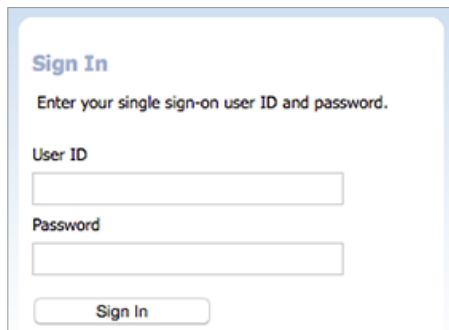 Sign In
Enter your single sign-on user ID and password.
User ID
Password
Sign In